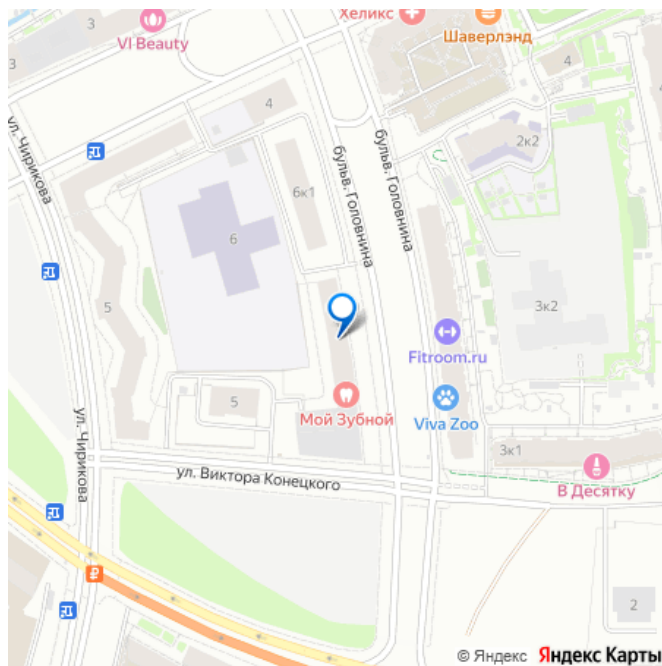 Хеликс
3
VI Beauty
3
Шаверлэнд
4
4
ул. Чирикова
2к2
бульв. Головнина
бульв. Головнина
6к1
6
5
3к2
Fitroom.ru
5
Мой Зубной
Viva Zoo
ул. Чирикова
3к1
ул. Виктора Конецкого
В Десятку
₽
2
© Яндекс Яндекс Карты